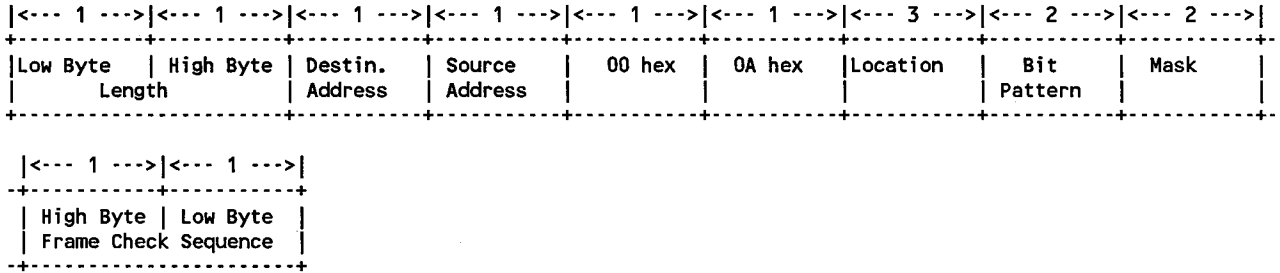 |<--- 1 --->|<--- 1 --->|<--- 1 --->|<--- 1 --->|<--- 1 --->|<--- 1 --->|<--- 3 --->|<--- 2 --->|<--- 2 --->|
|Low Byte | High Byte | Destin. | Source | 00 hex | 0A hex |Location | Bit | Mask |
| Length | Address | Address | | | | Pattern | |
|<--- 1 --->|<--- 1 --->|
| High Byte | Low Byte |
| Frame Check Sequence |